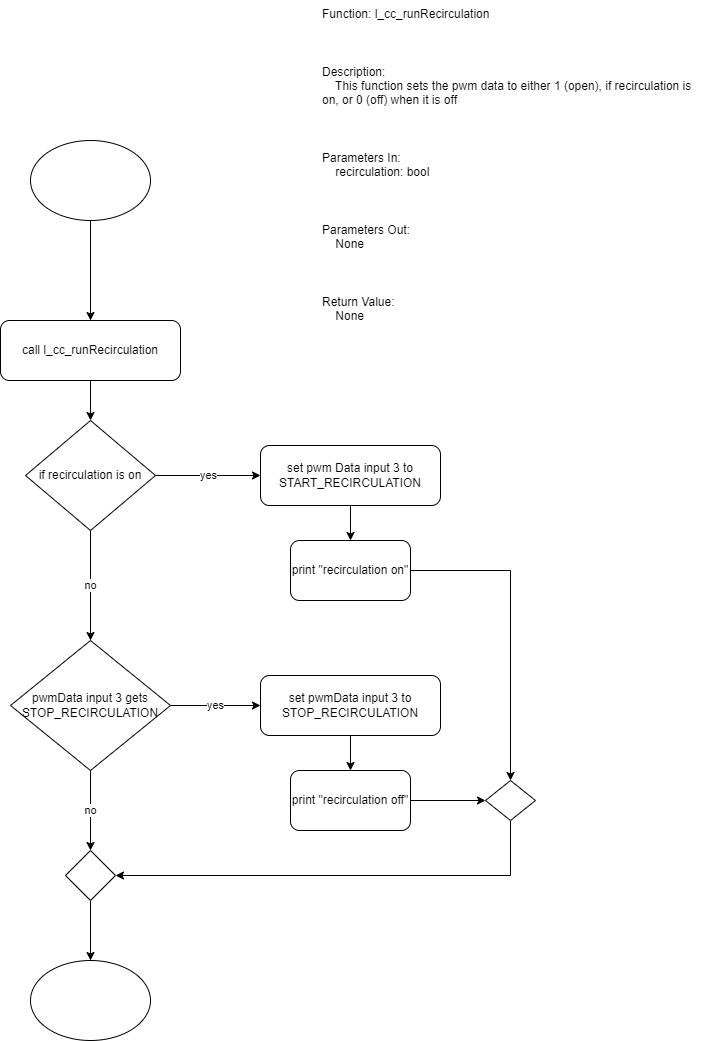 Function: l_cc_runRecirculation
Description:
This function sets the pwm data to either 1 (open), if recirculation is
on, or 0 (off) when it is off
Parameters In:
recirculation: bool
Parameters Out:
None
Return Value:
None
call l_cc_runRecirculation
if recirculation is on
yes
set pwm Data input 3 to
START_RECIRCULATION
print "recirculation on"
no
pwmData input 3 gets
STOP_RECIRCULATION
yes
set pwmData input 3 to
STOP_RECIRCULATION
print "recirculation off"
no